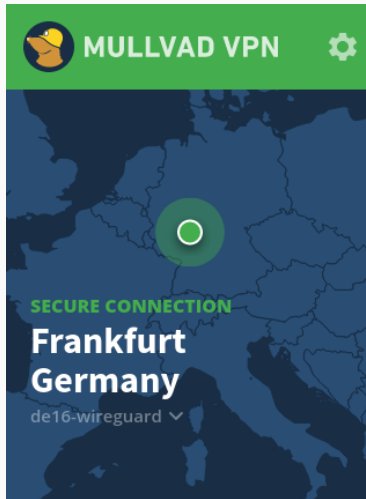 MULLVAD VPN
SECURE CONNECTION
Frankfurt
Germany
de16-wireguard